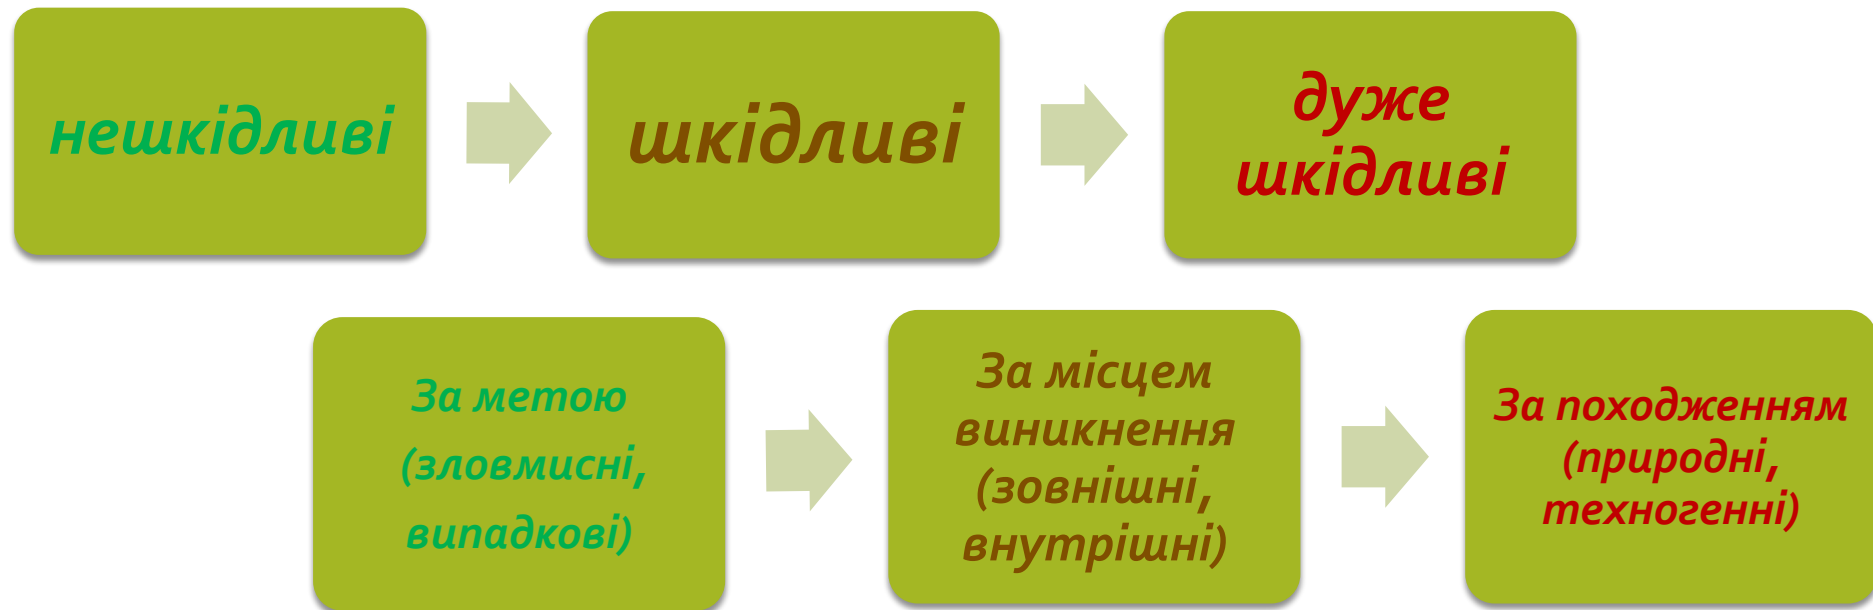 нешкідливі
шкідливі
дуже
шкідливі
За метою
(зловмисні,
випадкові)
За місцем
виникнення
(зовнішні,
внутрішні)
За походженням
(природні,
техногенні)